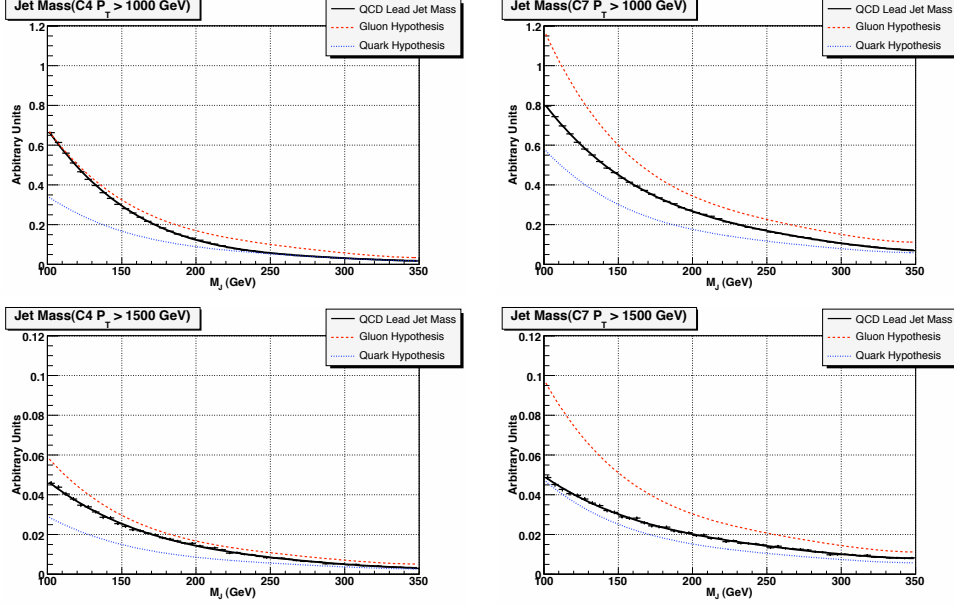 Jet Mass(C4 P_T > 1000 GeV)
QCD Lead Jet Mass
Gluon Hypothesis
Quark Hypothesis
Arbitrary Units
1.2
1
0.8
0.6
0.4
0.2
0
100 150 200 250 300 350
M_J (GeV)
Jet Mass(C7 P_T > 1000 GeV)
QCD Lead Jet Mass
Gluon Hypothesis
Quark Hypothesis
Arbitrary Units
1.2
1
0.8
0.6
0.4
0.2
0
100 150 200 250 300 350
M_J (GeV)
Jet Mass(C4 P_T > 1500 GeV)
QCD Lead Jet Mass
Gluon Hypothesis
Quark Hypothesis
Arbitrary Units
0.12
0.1
0.08
0.06
0.04
0.02
0
100 150 200 250 300 350
M_J (GeV)
Jet Mass(C7 P_T > 1500 GeV)
QCD Lead Jet Mass
Gluon Hypothesis
Quark Hypothesis
Arbitrary Units
0.12
0.1
0.08
0.06
0.04
0.02
0
100 150 200 250 300 350
M_J (GeV)